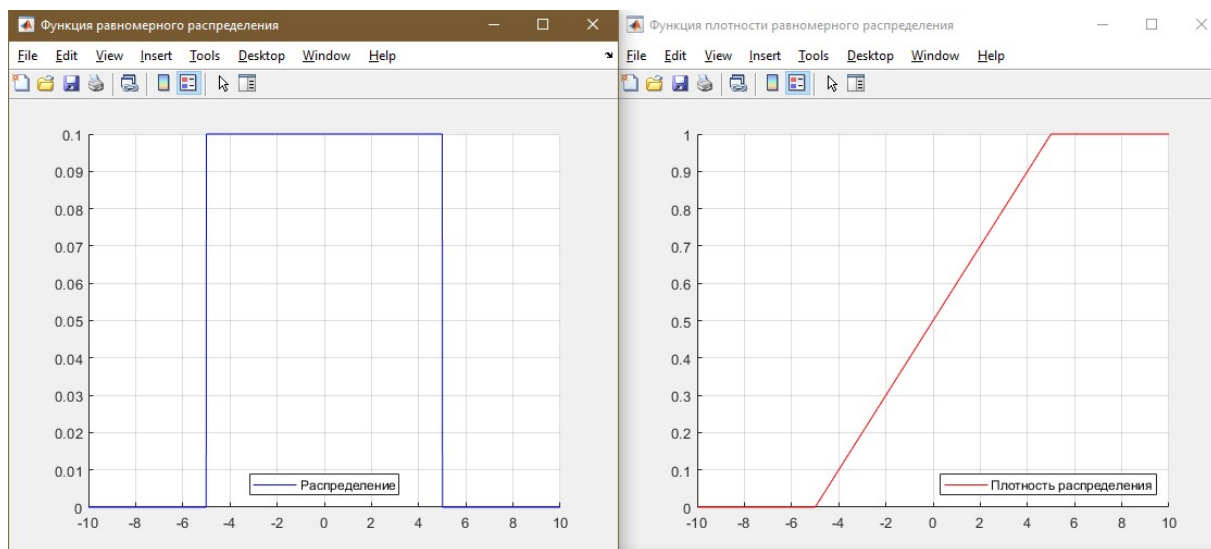 Функция равномерного распределения
File Edit View Insert Tools Desktop Window Help
0.1
0.09
0.08
0.07
0.06
0.05
0.04
0.03
0.02
0.01
0
Распределение
-10 -8 -6 -4 -2 0 2 4 6 8 10
Функция плотности равномерного распределения
File Edit View Insert Tools Desktop Window Help
1
0.9
0.8
0.7
0.6
0.5
0.4
0.3
0.2
0.1
0
Плотность распределения
-10 -8 -6 -4 -2 0 2 4 6 8 10